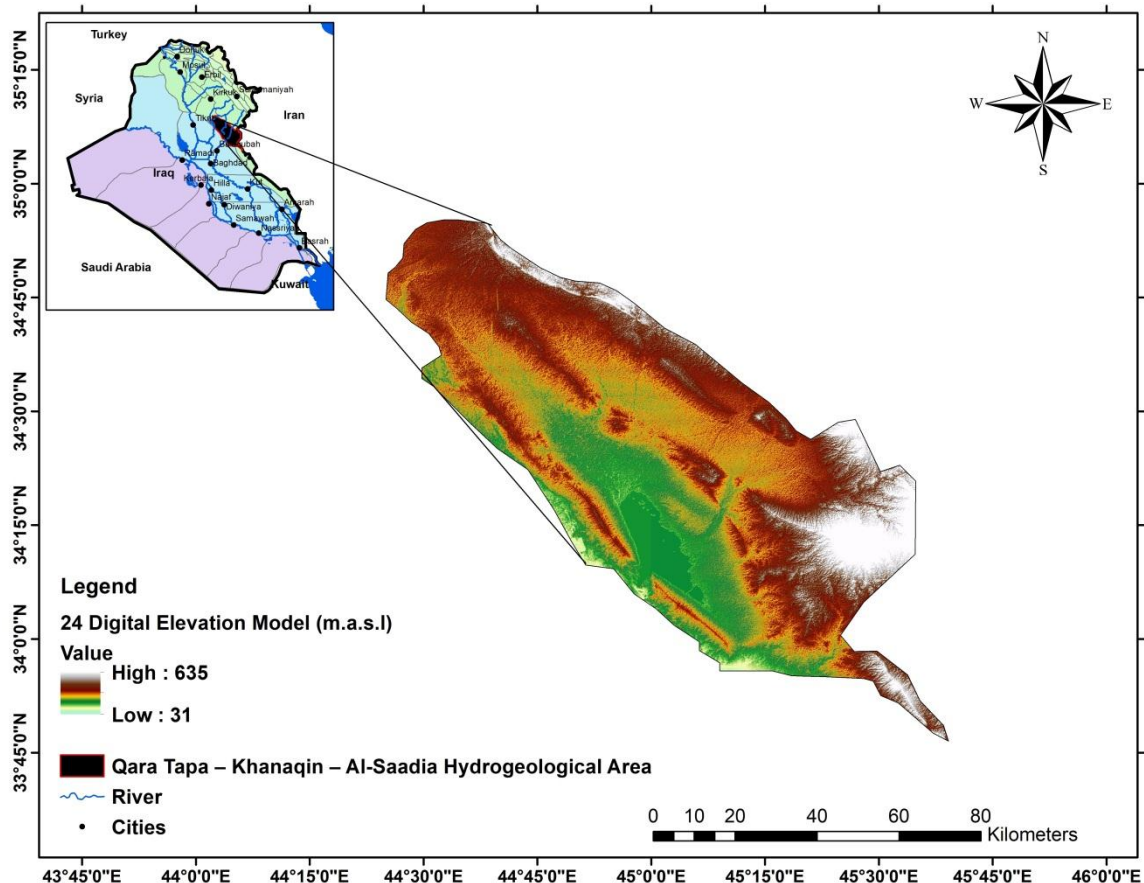 Turkey
Syria
Iran
Iraq
Saudi Arabia
Kuwait
Dohuk
Mosul
Erbil
Kirkuk
Ramadi
Baghdad
Kerbala
Hilla
Kut
Najaf
Diwaniya
Amarah
Samawah
Nasariya
Basrah
N
W
E
S
35°15'0"N
35°0'0"N
34°45'0"N
34°30'0"N
34°15'0"N
34°0'0"N
33°45'0"N
Legend
24 Digital Elevation Model (m.a.s.l)
Value
High : 635
Low : 31
Qara Tapa – Khanaqin – Al-Saadia Hydrogeological Area
River
Cities
0 10 20 40 60 80
Kilometers
43°45'0"E 44°0'0"E 44°15'0"E 44°30'0"E 44°45'0"E 45°0'0"E 45°15'0"E 45°30'0"E 45°45'0"E 46°0'0"E